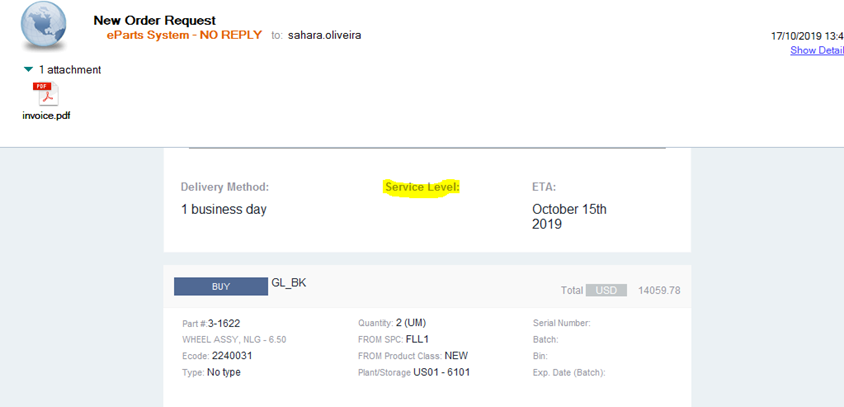 New Order Request
eParts System - NO REPLY to: sahara.oliveira
17/10/2019 13:4
Show Detail
1 attachment
PDF
invoice.pdf
Delivery Method: Service Level: ETA:
1 business day October 15th
2019
BUY GL_BK Total USD 14059.78
Part #:3-1622 Quantity: 2 (UM) Serial Number:
WHEEL ASSY, NLG - 6.50 FROM SPC: FLL1 Batch:
Ecode: 2240031 FROM Product Class: NEW Bin:
Type: No type Plant/Storage US01 - 6101 Exp. Date (Batch):